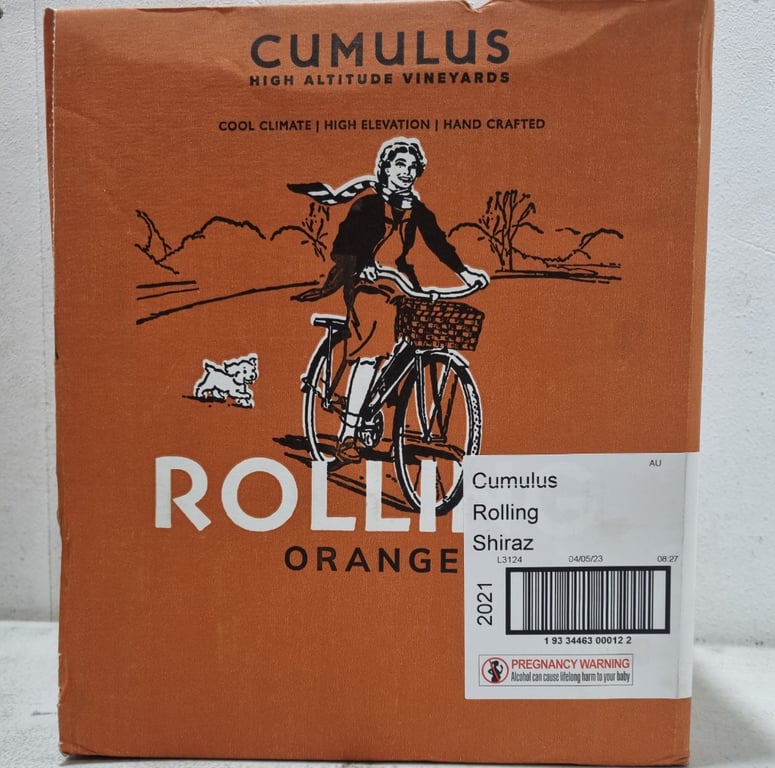 CUMULUS
HIGH ALTITUDE VINEYARDS
COOL CLIMATE | HIGH ELEVATION | HAND CRAFTED
ROLLI
ORANGE
AU
Cumulus
Rolling
Shiraz
L3124 04/05/23 08:27
2021
1 93 34463 00012 2
PREGNANCY WARNING
Alcohol can cause lifelong harm to your baby